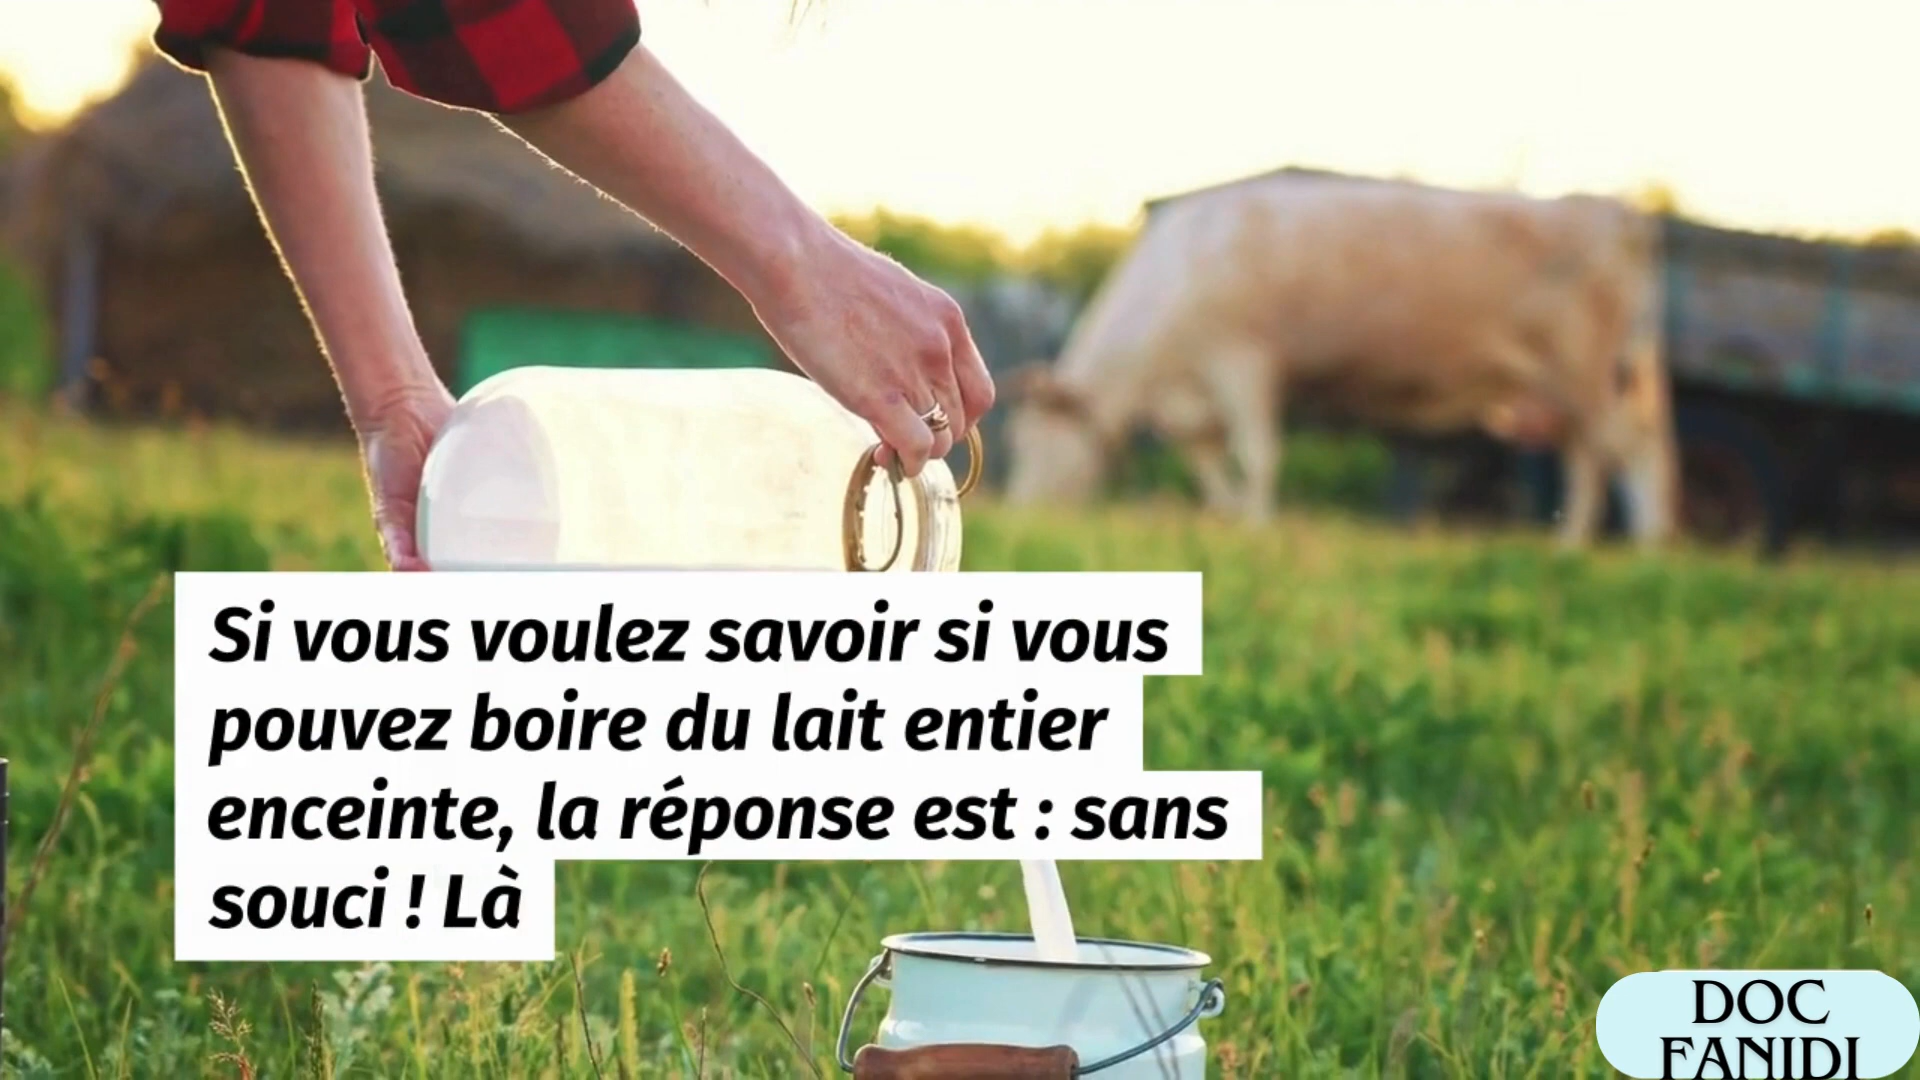 Si vous voulez savoir si vous
pouvez boire du lait entier
enceinte, la réponse est : sans
souci ! Là
DOC
FANIDI